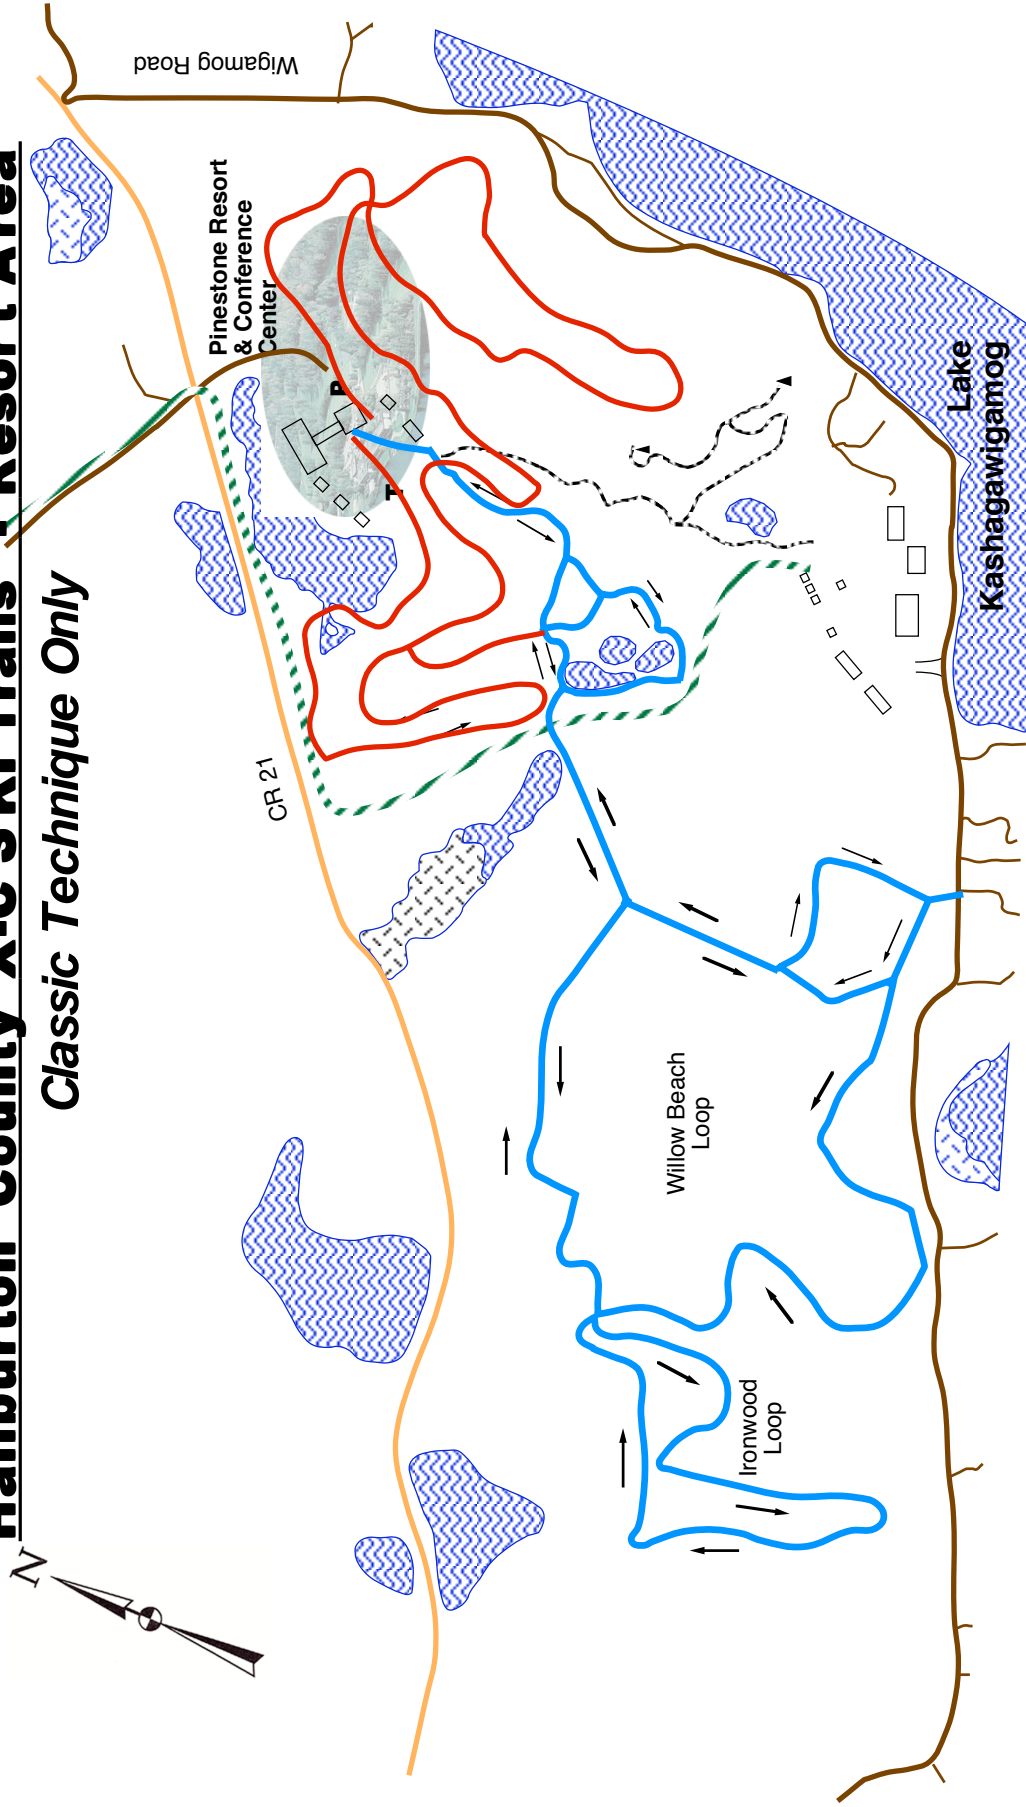 Haliburton County X-C Ski Trails - Resort Area
Classic Technique Only
N
Wigamog Road
Pinestone Resort
& Conference
Center
P
T
CR 21
Lake
Kashagawigamog
Willow Beach
Loop
Ironwood
Loop